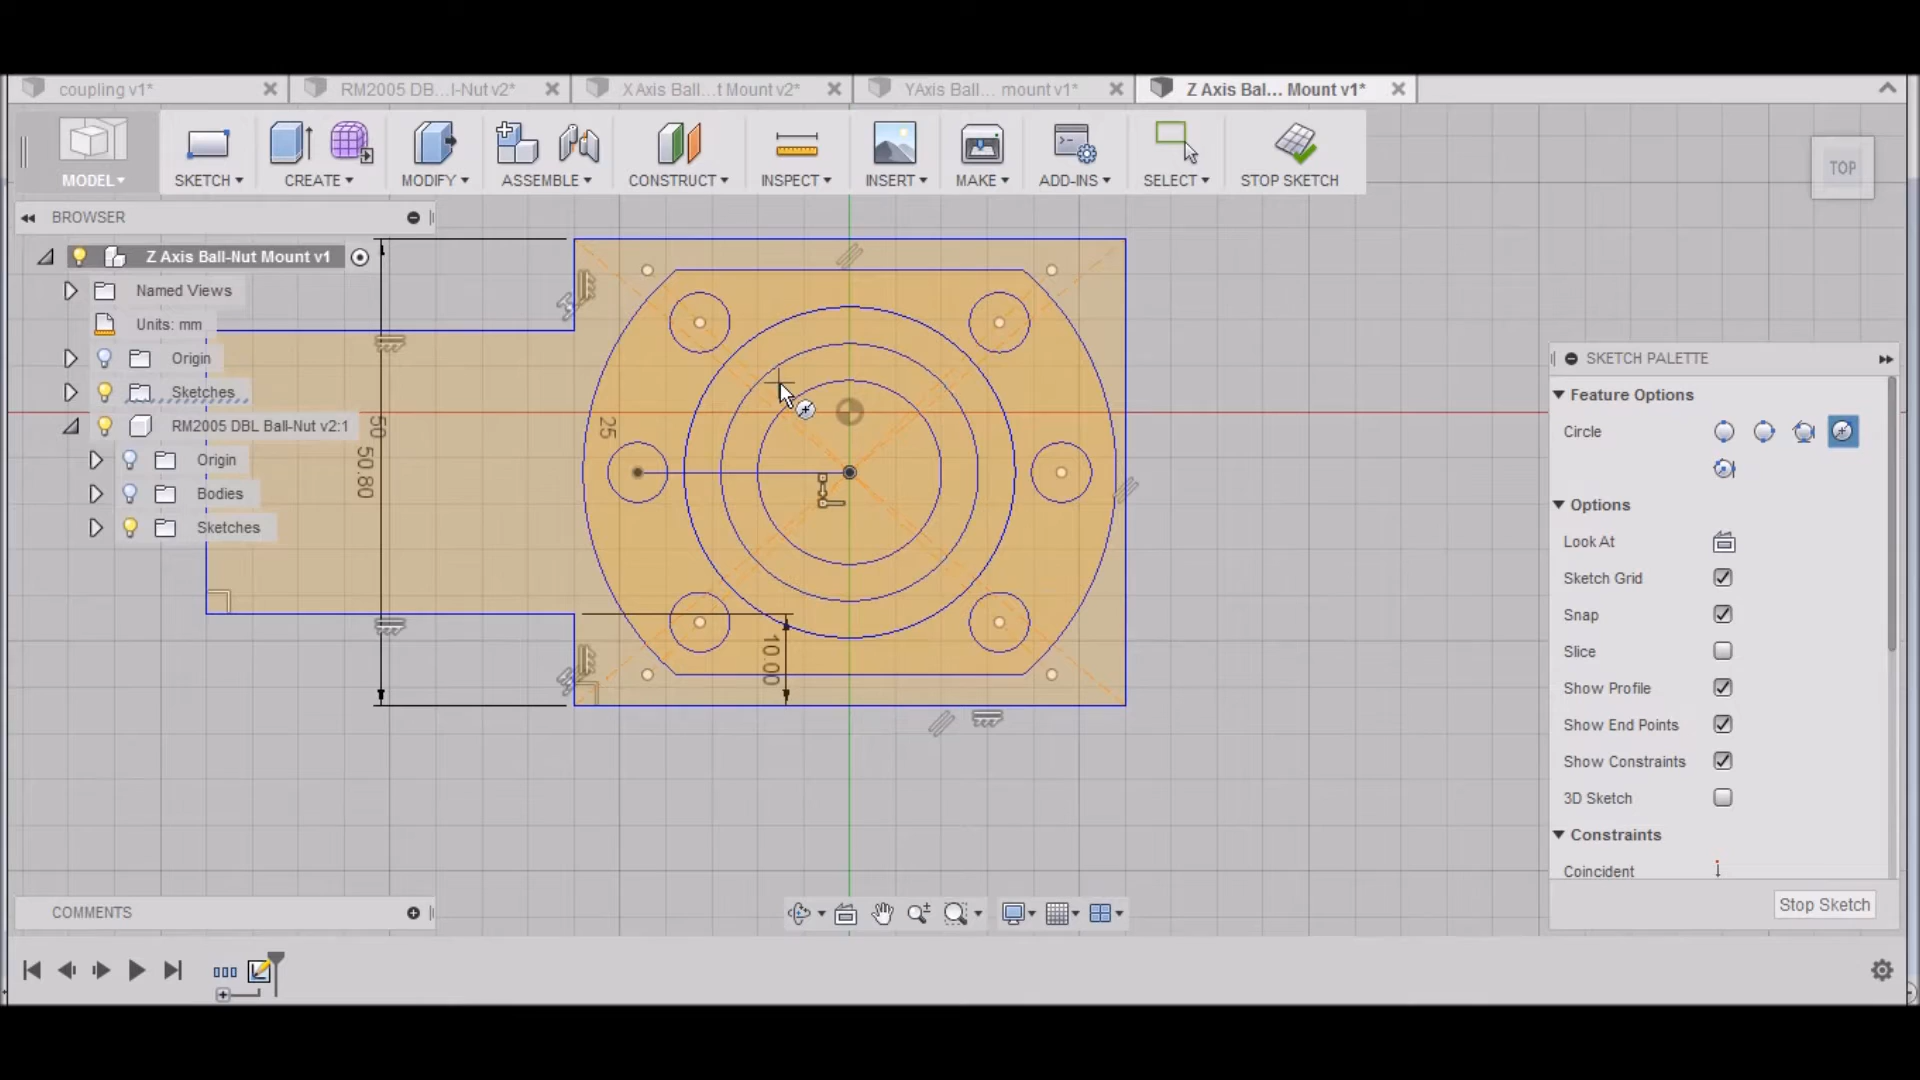 coupling v1*
RM2005 DB...l-Nut v2*
X Axis Ball...t Mount v2*
YAxis Ball... mount v1*
Z Axis Bal... Mount v1*
MODEL
SKETCH
CREATE
MODIFY
ASSEMBLE
CONSTRUCT
INSPECT
INSERT
MAKE
ADD-INS
SELECT
STOP SKETCH
TOP
BROWSER
Z Axis Ball-Nut Mount v1
Named Views
Units: mm
Origin
Sketches
RM2005 DBL Ball-Nut v2:1
Origin
Bodies
Sketches
50
50.80
25
10.00
SKETCH PALETTE
Feature Options
Circle
Options
Look At
Sketch Grid
Snap
Slice
Show Profile
Show End Points
Show Constraints
3D Sketch
Constraints
Coincident
Stop Sketch
COMMENTS